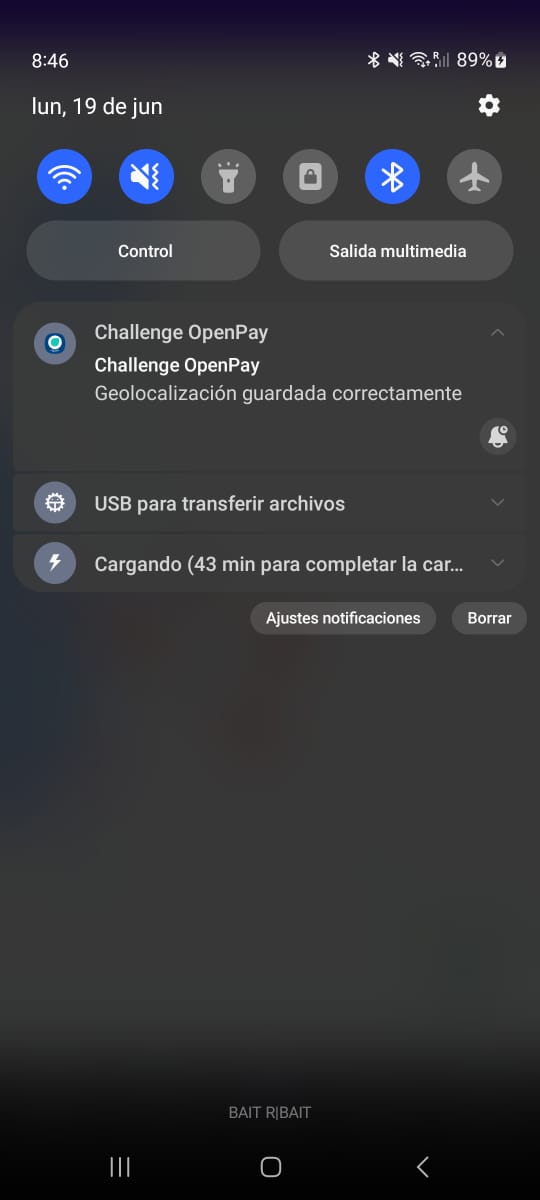 8:46
R
89%
lun, 19 de jun
Control
Salida multimedia
Challenge OpenPay
Challenge OpenPay
Geolocalización guardada correctamente
USB para transferir archivos
Cargando (43 min para completar la car...
Ajustes notificaciones
Borrar
BAIT R|BAIT